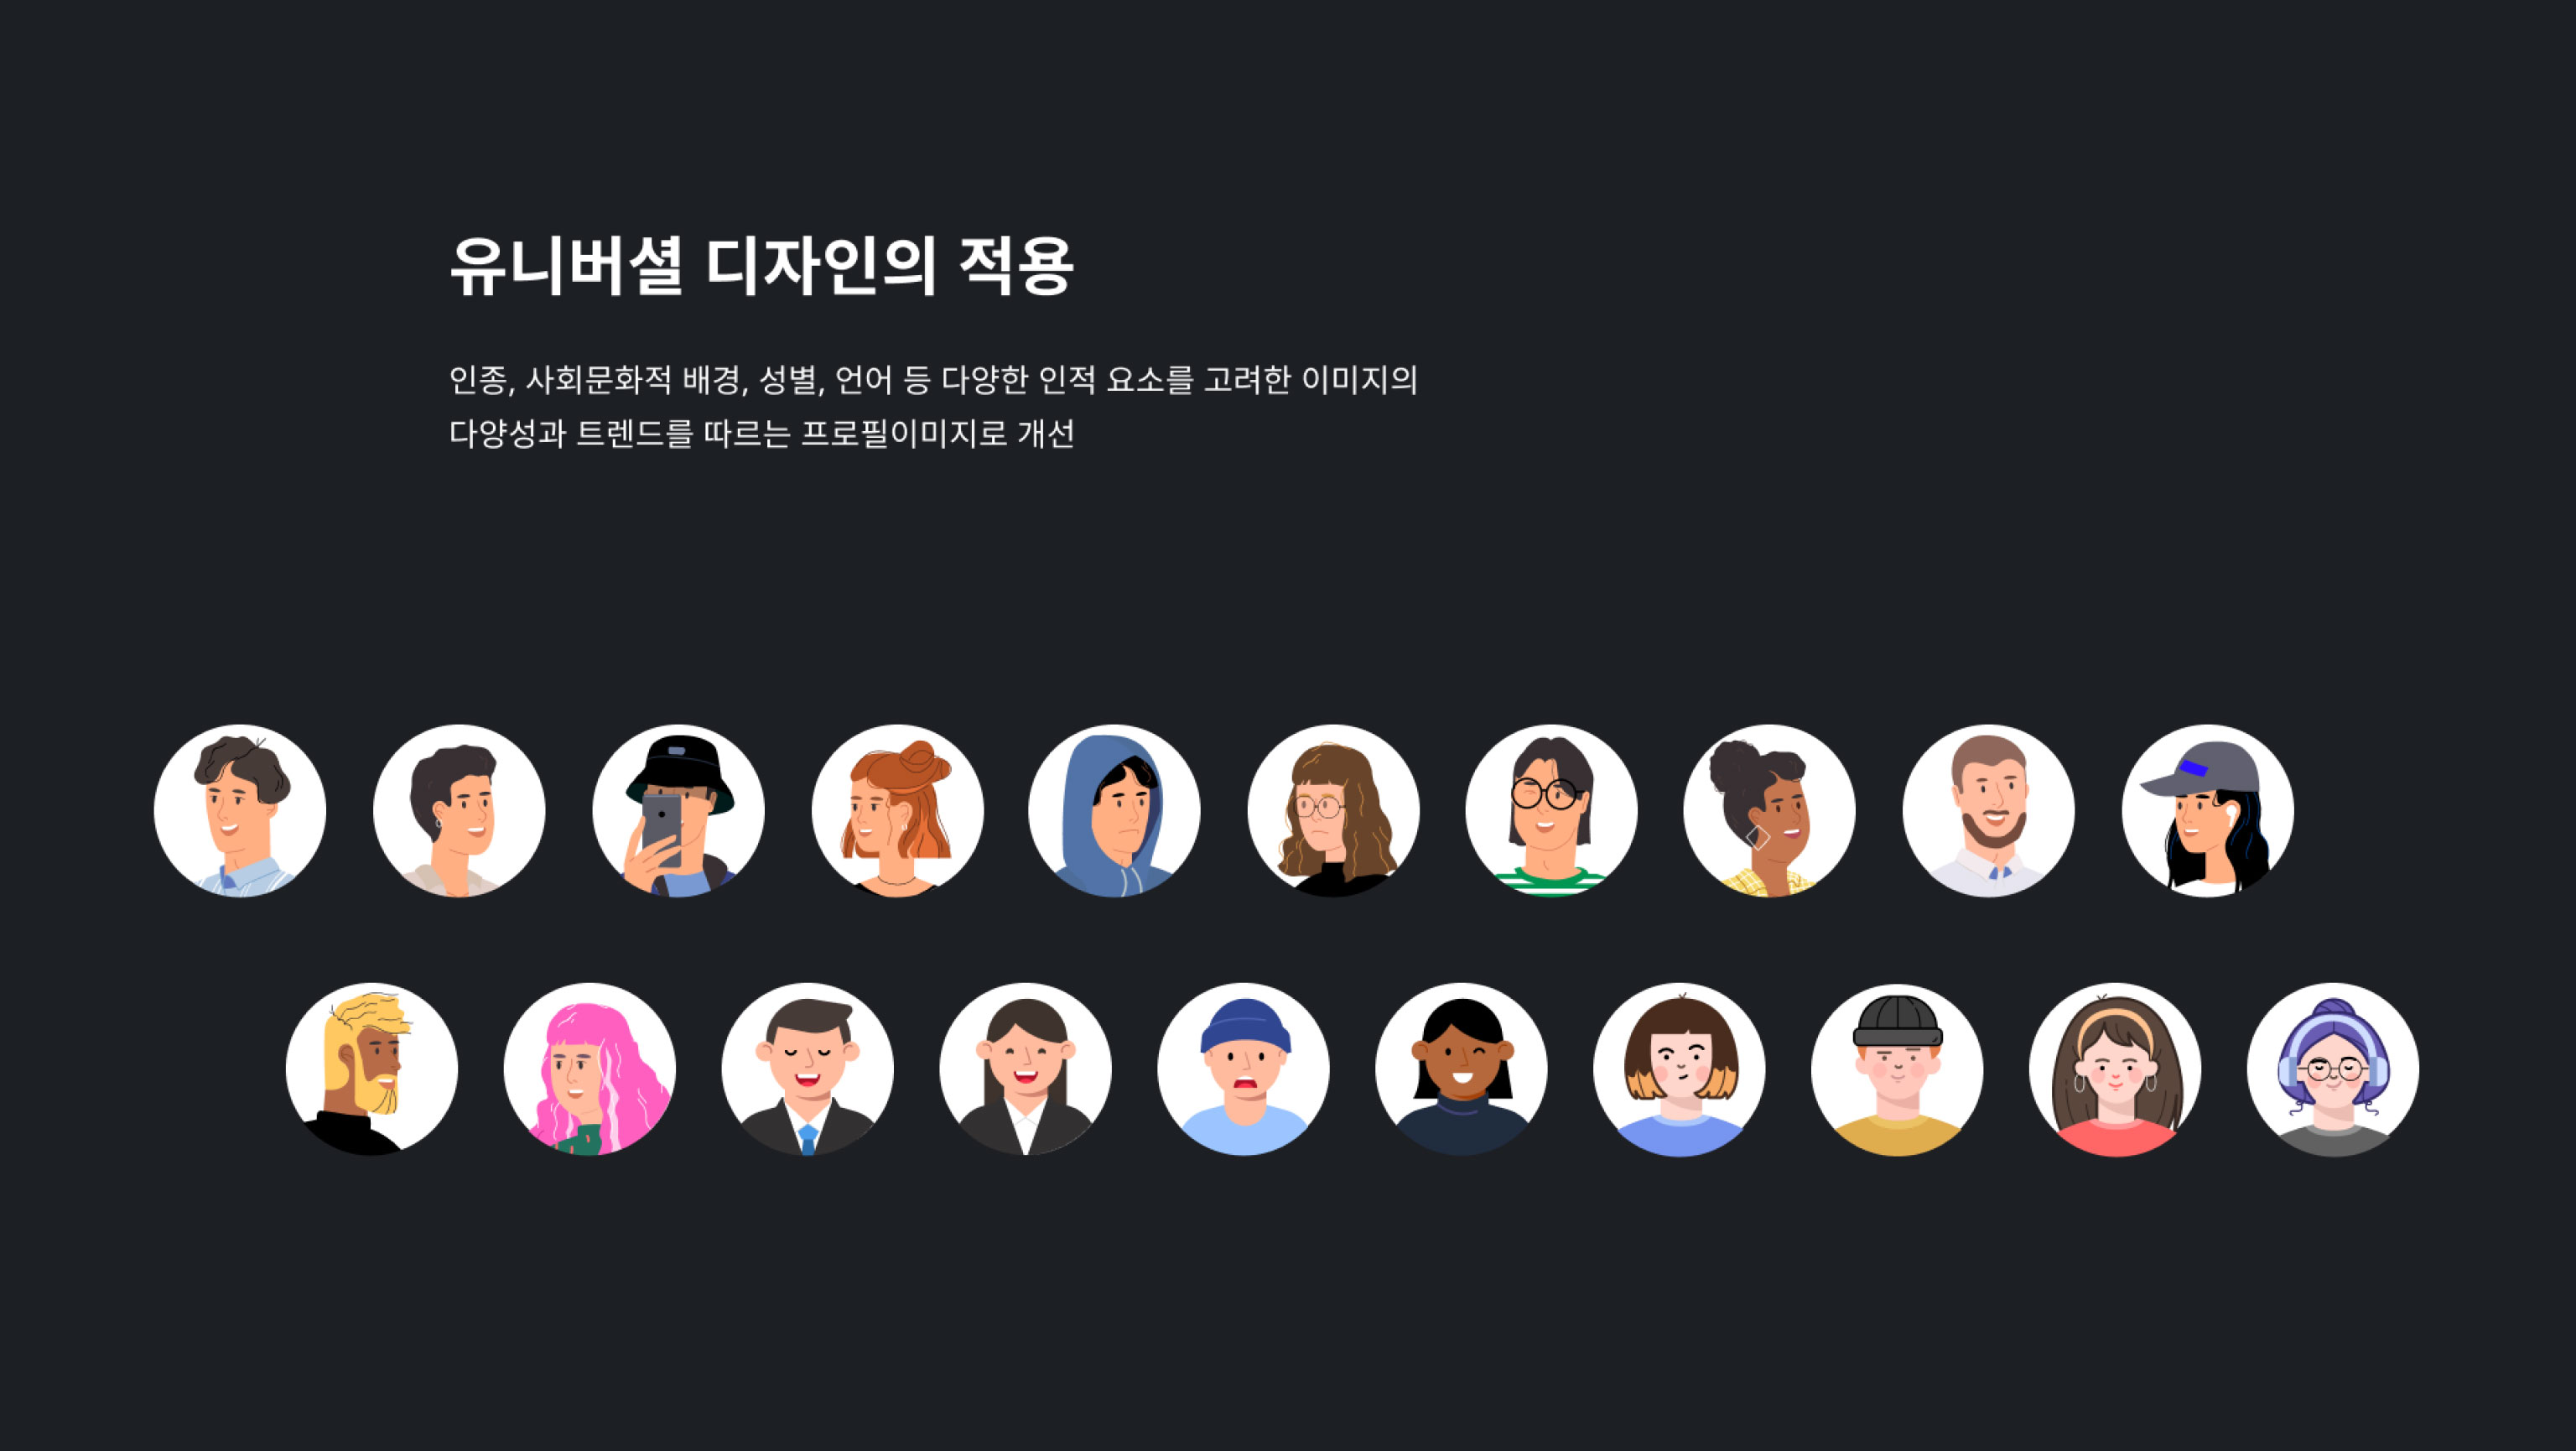 유니버셜 디자인의 적용
인종, 사회문화적 배경, 성별, 언어 등 다양한 인적 요소를 고려한 이미지의
다양성과 트렌드를 따르는 프로필이미지로 개선